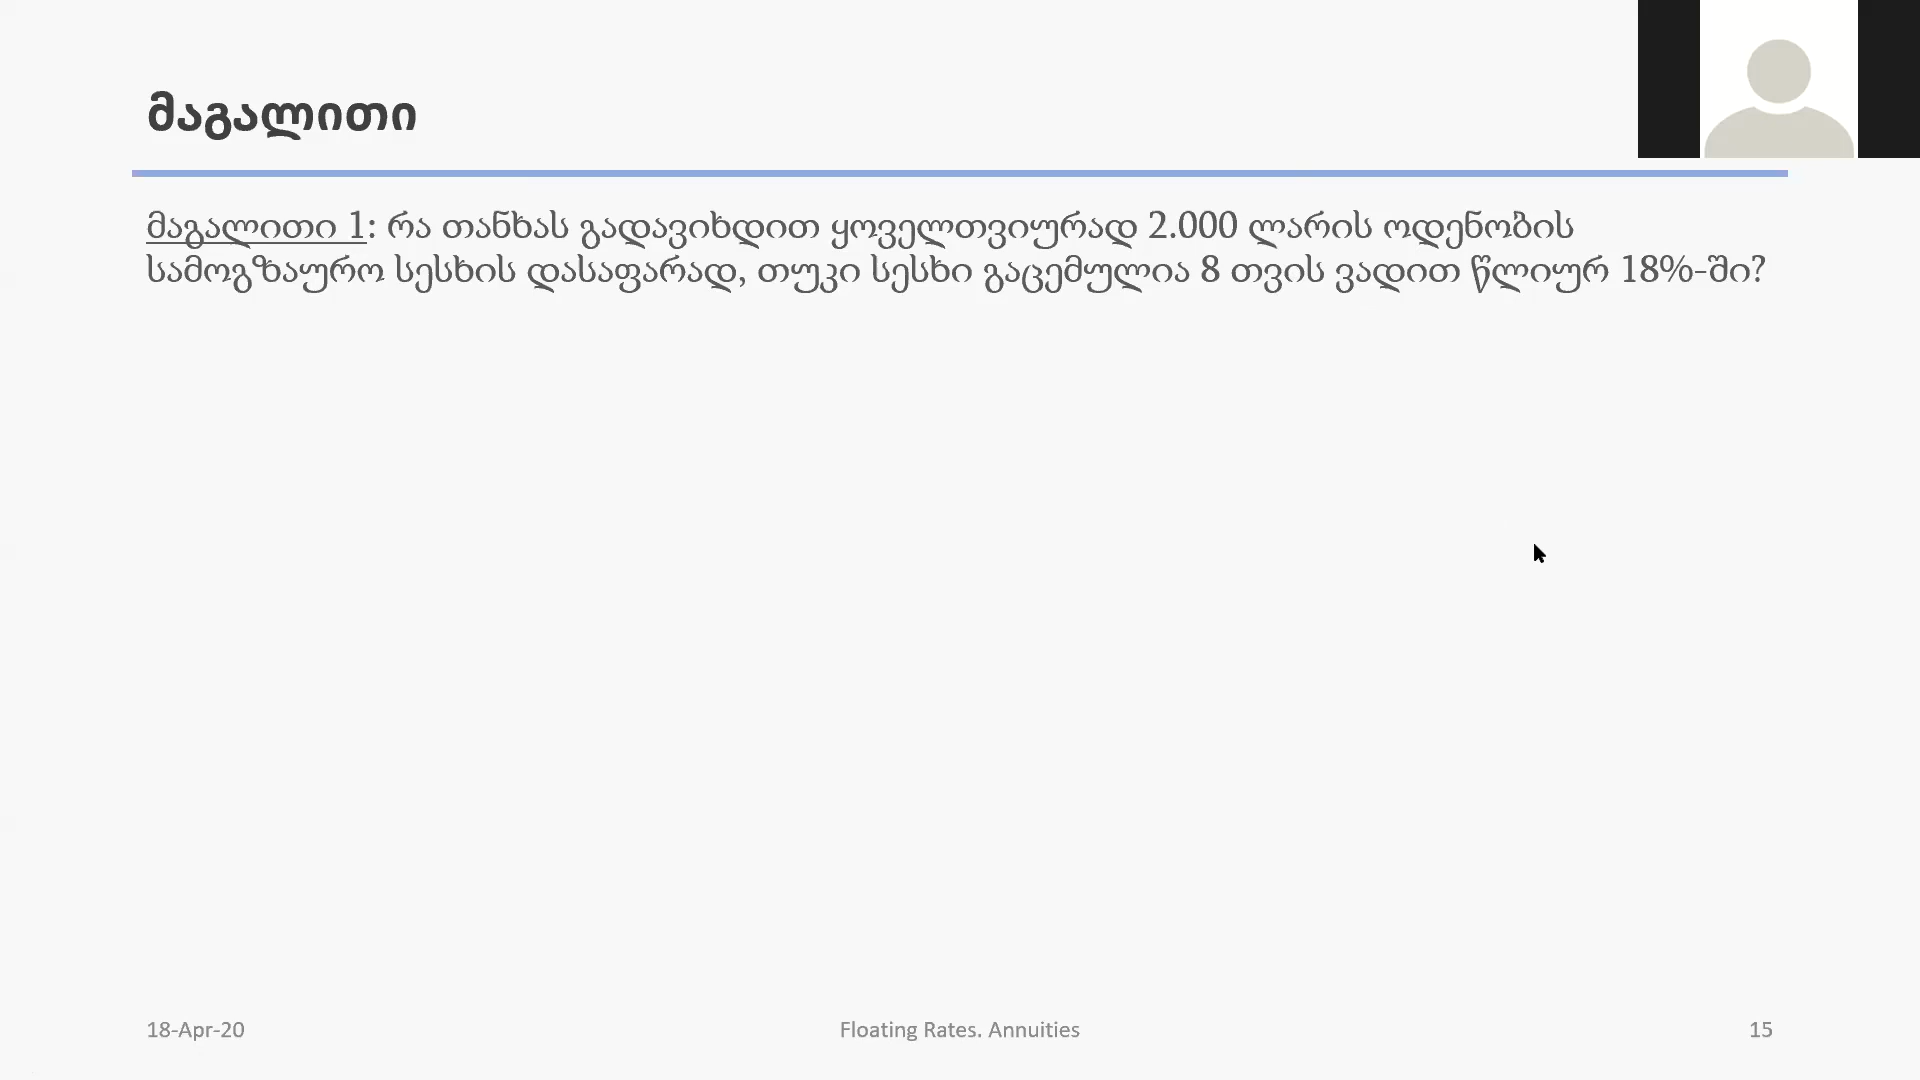 მაგალითი
მაგალითი 1: რა თანხას გადავიხდით ყოველთვიურად 2.000 ლარის ოდენობის
სამოგზაურო სესხის დასაფარად, თუკი სესხი გაცემულია 8 თვის ვადით წლიურ 18%-ში?
18-Apr-20
Floating Rates. Annuities
15